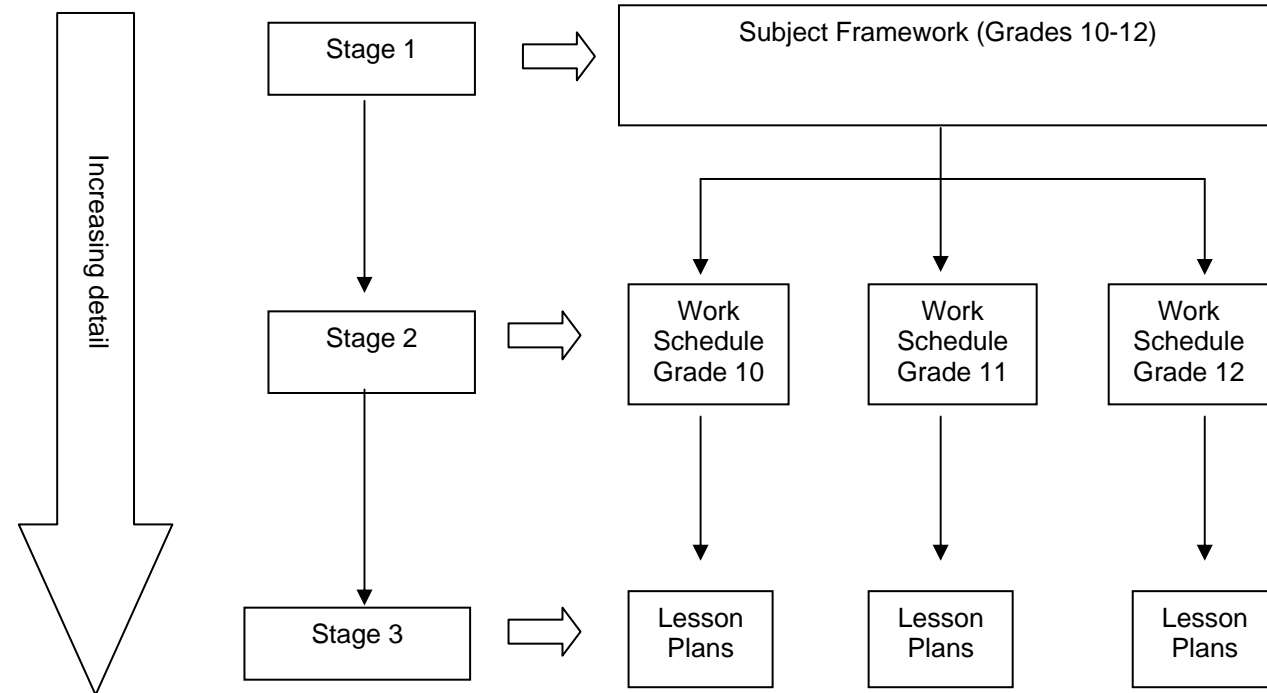 Stage 1
Subject Framework (Grades 10-12)
Increasing detail
Stage 2
Work
Schedule
Grade 10
Work
Schedule
Grade 11
Work
Schedule
Grade 12
Stage 3
Lesson
Plans
Lesson
Plans
Lesson
Plans